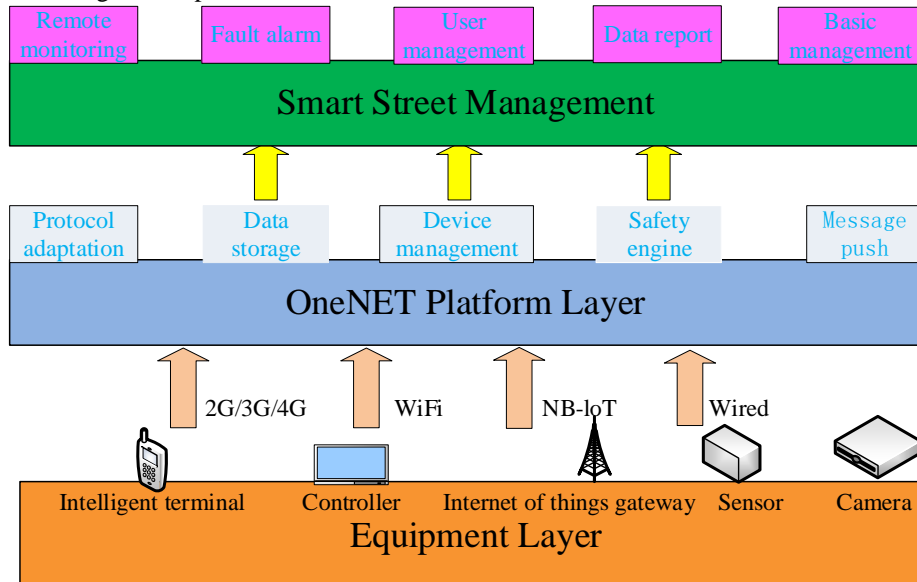 Remote
monitoring
Fault alarm
User
management
Data report
Basic
management
Smart Street Management
Protocol
adaptation
Data
storage
Device
management
Safety
engine
Message
push
OneNET Platform Layer
2G/3G/4G
WiFi
NB-loT
Wired
Intelligent terminal
Controller
Internet of things gateway
Sensor
Camera
Equipment Layer